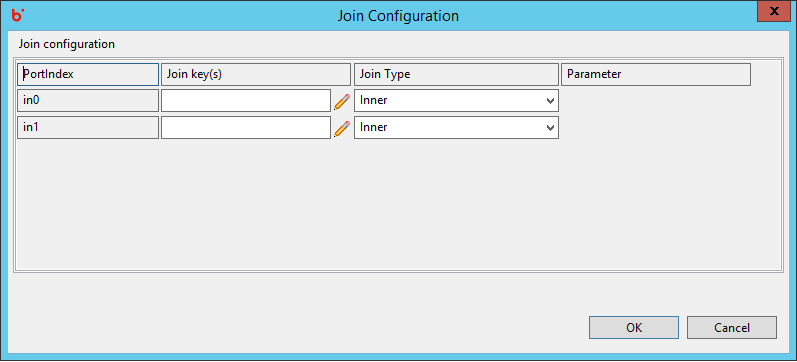 Join Configuration
Join configuration
PortIndex Join key(s) Join Type Parameter
in0 Inner
in1 Inner
OK Cancel